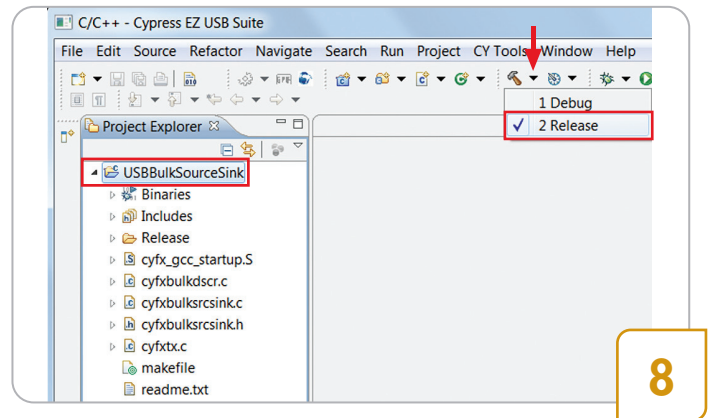 C/C++ - Cypress EZ USB Suite
File Edit Source Refactor Navigate Search Run Project CY Tools Window Help
1 Debug
2 Release
Project Explorer
USBBulkSourceSink
Binaries
Includes
Release
cyfx_gcc_startup.S
cyfxbulkdscr.c
cyfxbulksrcsink.c
cyfxbulksrcsink.h
cyfxtx.c
makefile
readme.txt
8